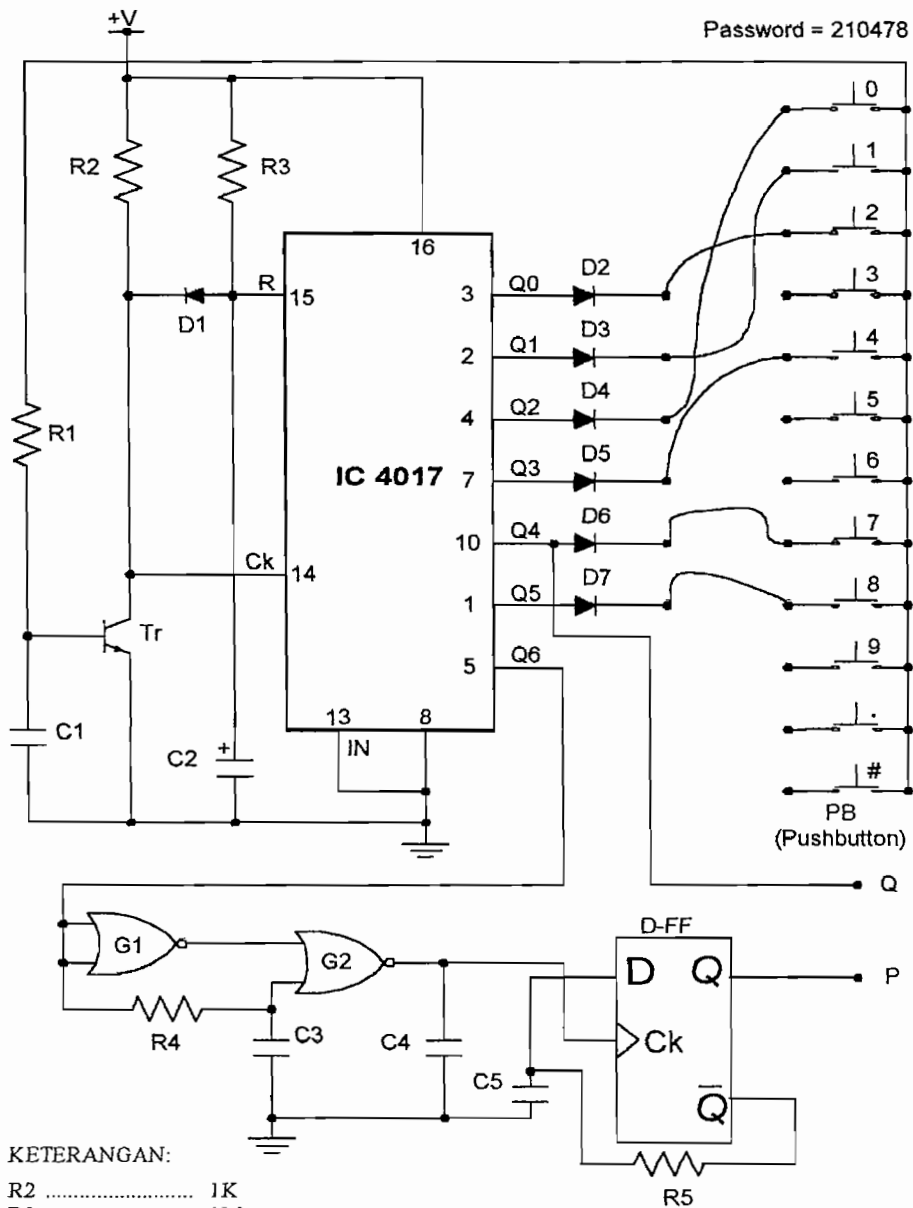 +V
Password = 210478
0
1
2
3
4
5
6
7
8
9
.
#
PB
(Pushbutton)
R2
R3
R1
D1
R
15
16
IC 4017
Ck
14
Tr
13
8
IN
C1
C2
+
3
Q0
D2
2
Q1
D3
4
Q2
D4
7
Q3
D5
10
Q4
D6
1
Q5
D7
5
Q6
Q
P
G1
G2
R4
C3
C4
C5
D-FF
D
Q
Ck
Q̅
R5
KETERANGAN:
R2 ........................ 1K